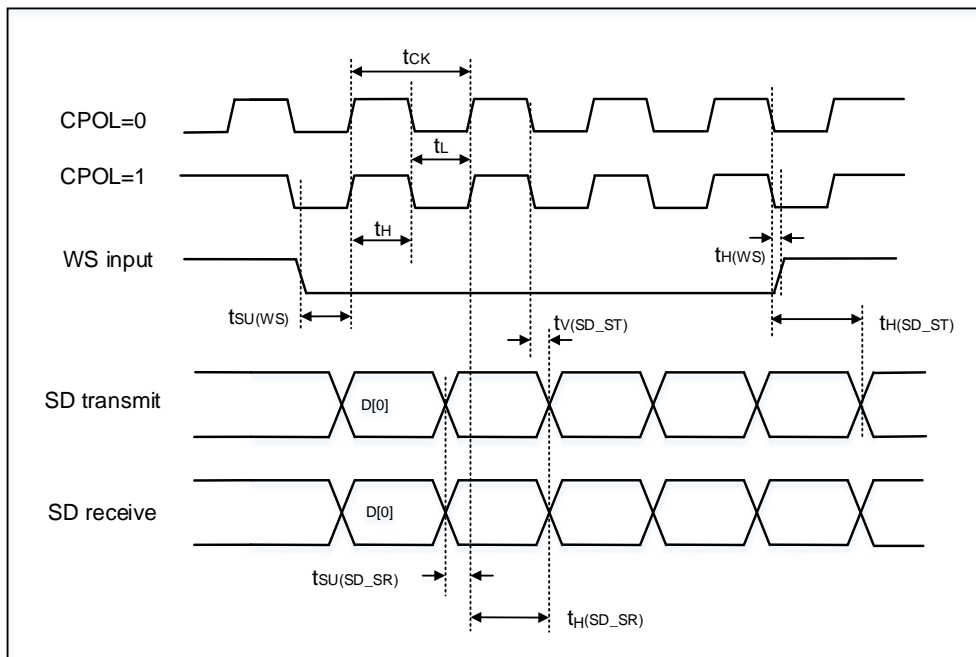 tCK
CPOL=0
tL
CPOL=1
tH
WS input
tH(WS)
tSU(WS)
tV(SD_ST)
tH(SD_ST)
SD transmit
D[0]
SD receive
D[0]
tSU(SD_SR)
tH(SD_SR)